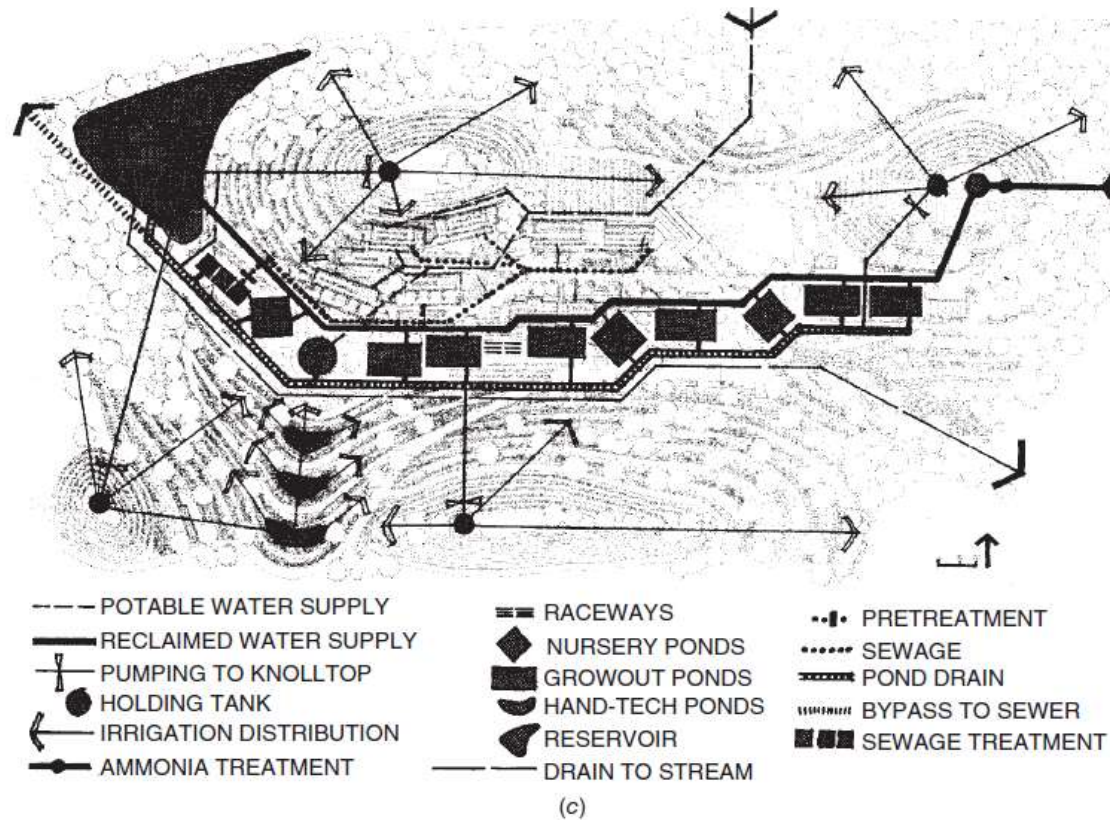 POTABLE WATER SUPPLY
RECLAIMED WATER SUPPLY
PUMPING TO KNOLLTOP
HOLDING TANK
IRRIGATION DISTRIBUTION
AMMONIA TREATMENT
RACEWAYS
NURSERY PONDS
GROWOUT PONDS
HAND-TECH PONDS
RESERVOIR
DRAIN TO STREAM
PRETREATMENT
SEWAGE
POND DRAIN
BYPASS TO SEWER
SEWAGE TREATMENT
(c)